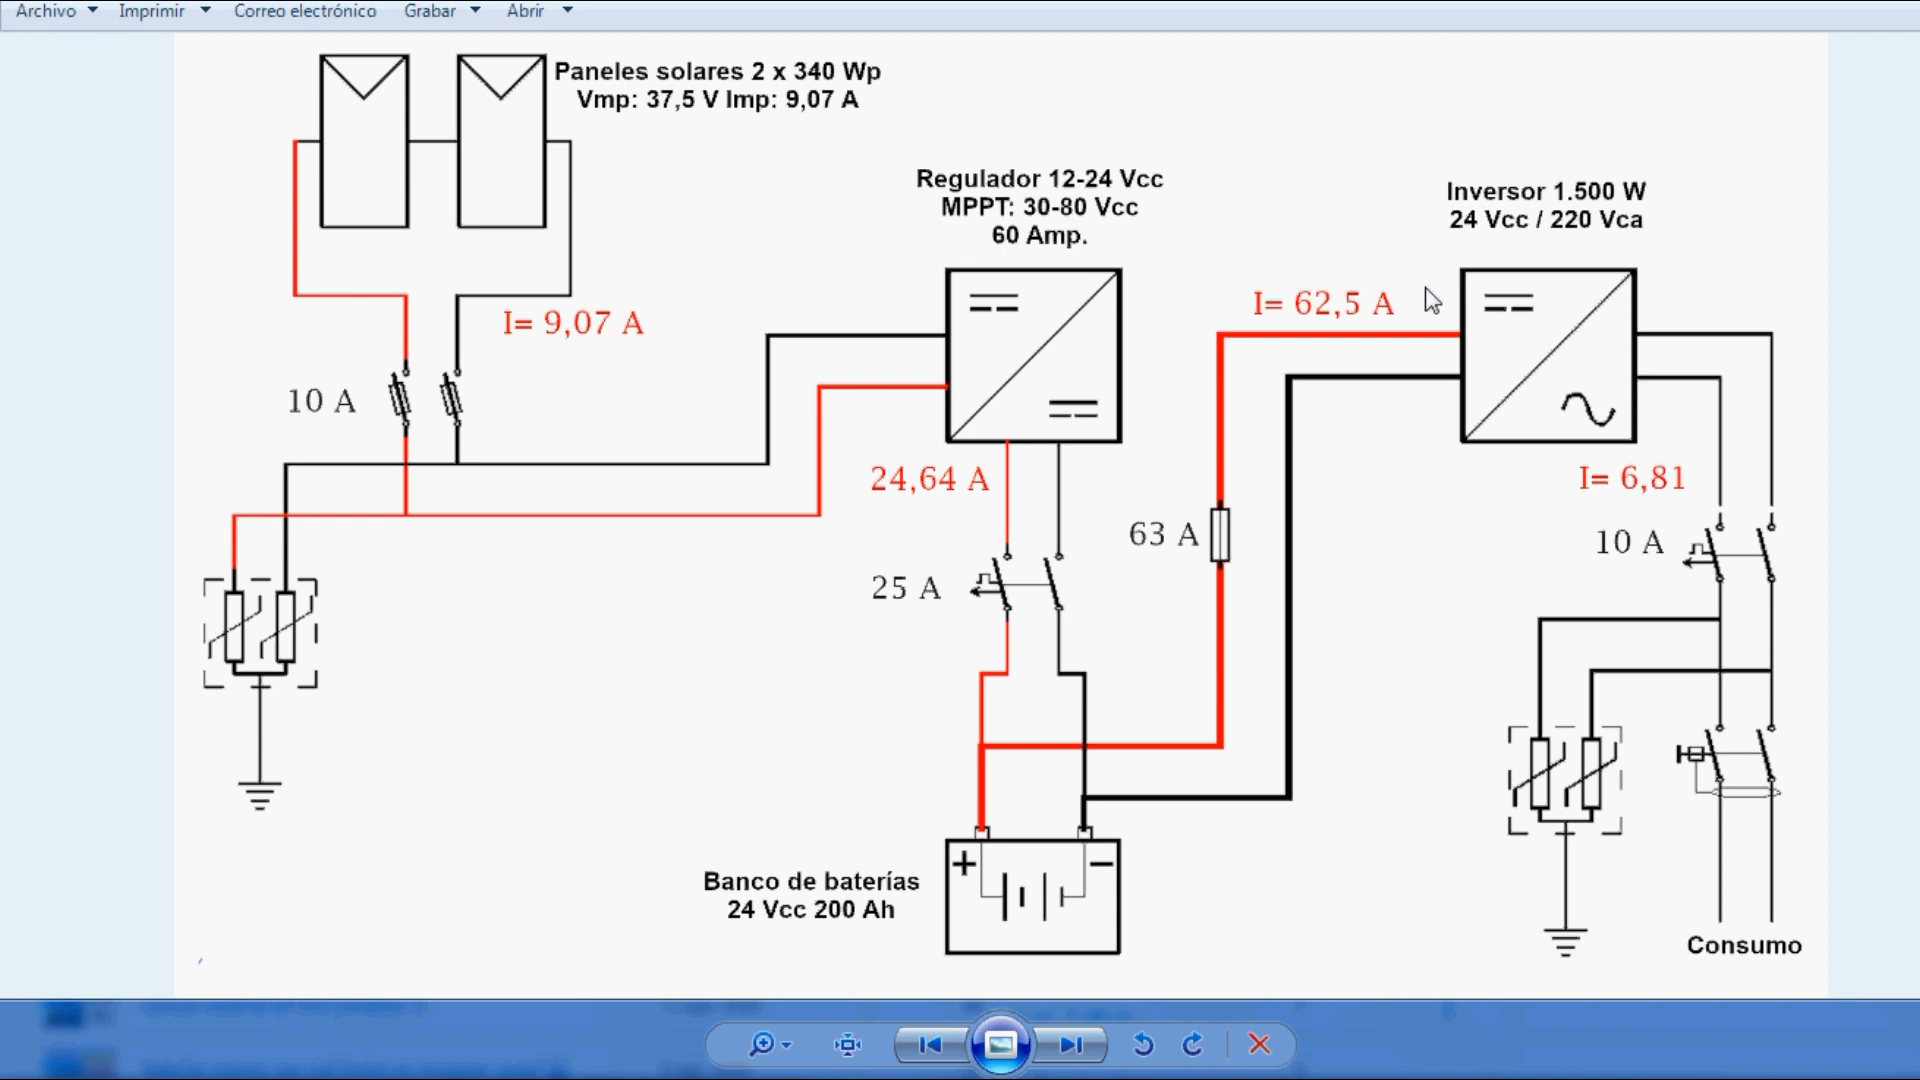 Archivo Imprimir Correo electrónico Grabar Abrir
Paneles solares 2 x 340 Wp
Vmp: 37,5 V Imp: 9,07 A
Regulador 12-24 Vcc
MPPT: 30-80 Vcc
60 Amp.
Inversor 1.500 W
24 Vcc / 220 Vca
I= 9,07 A
I= 62,5 A
10 A
24,64 A
I= 6,81
63 A
10 A
25 A
+
−
Banco de baterías
24 Vcc 200 Ah
Consumo